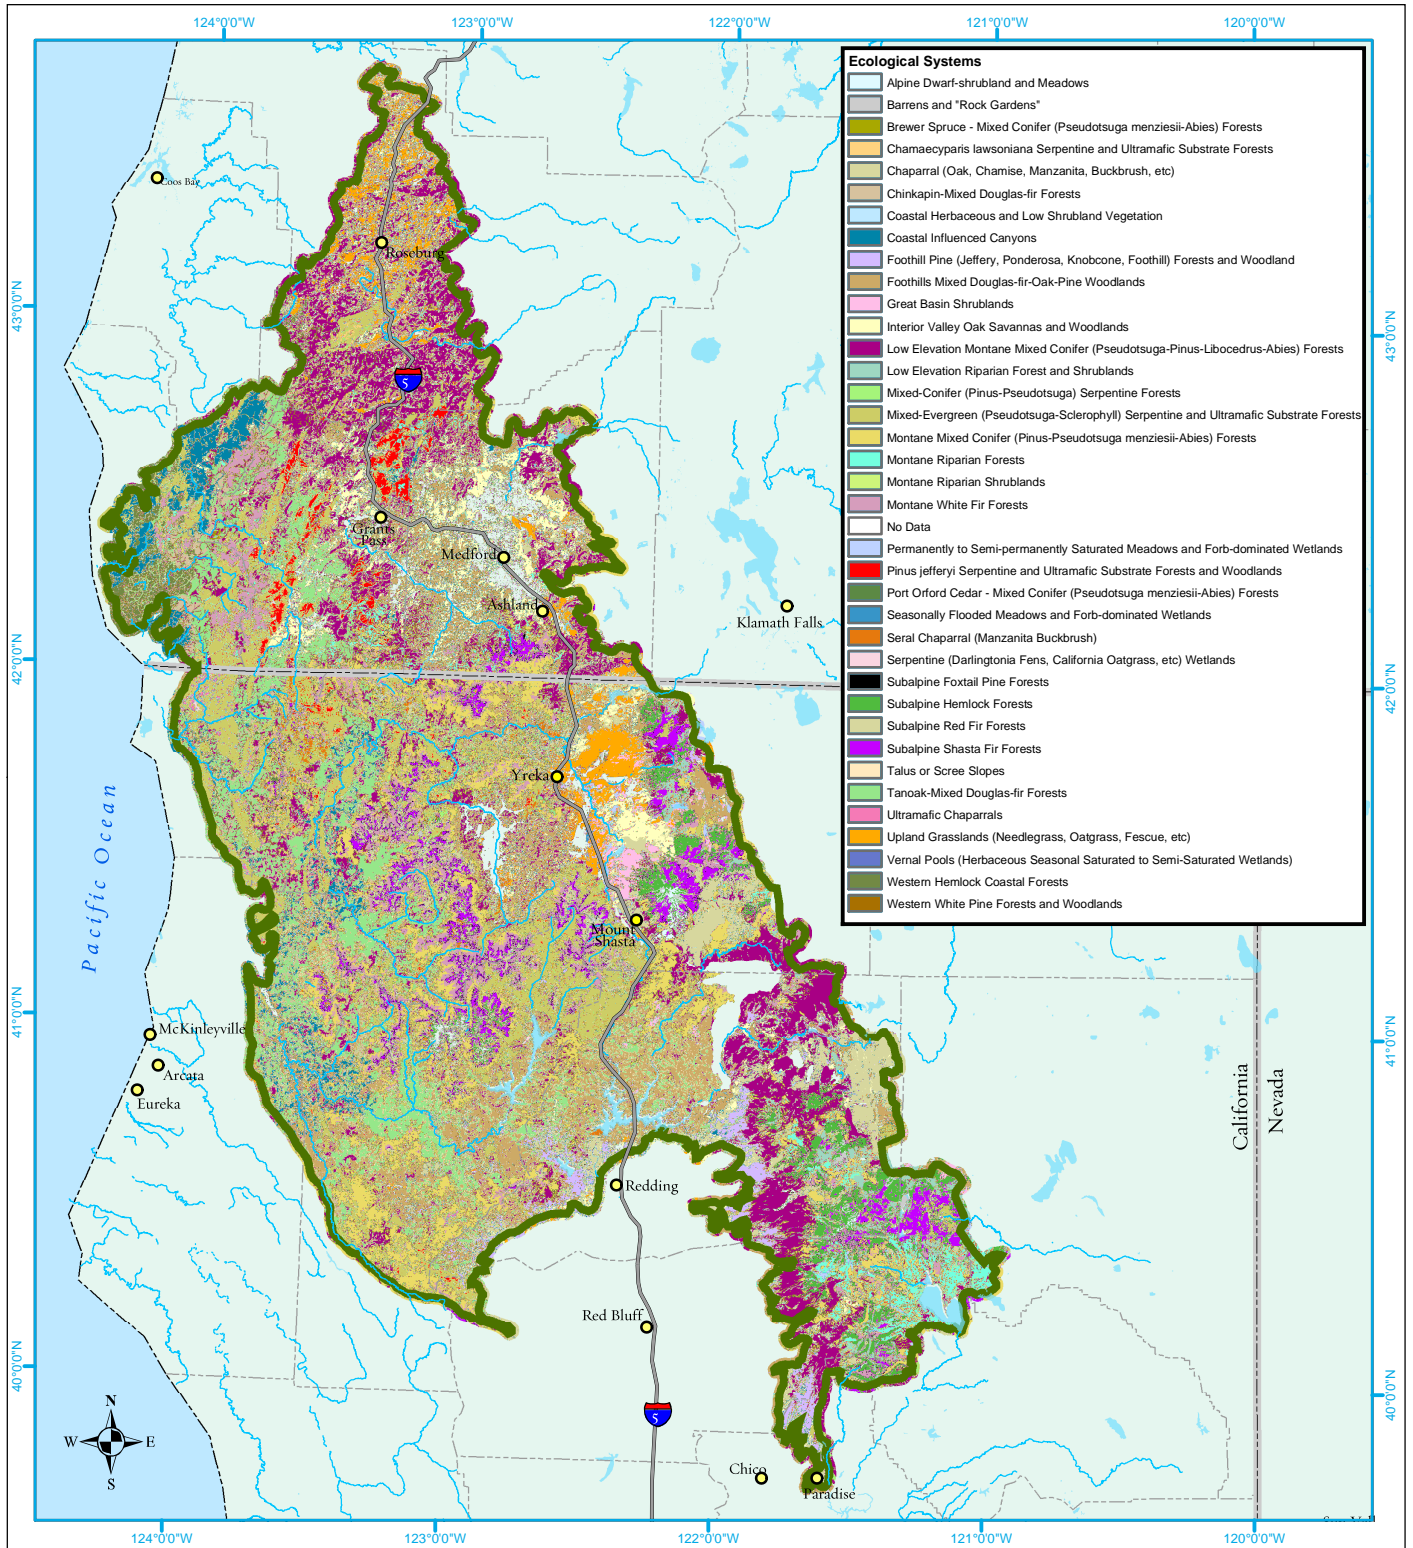 124°0'0"W
123°0'0"W
122°0'0"W
121°0'0"W
120°0'0"W
Ecological Systems
Alpine Dwarf-shrubland and Meadows
Barrens and "Rock Gardens"
Brewer Spruce - Mixed Conifer (Pseudotsuga menziesii-Abies) Forests
Chamaecyparis lawsoniana Serpentine and Ultramafic Substrate Forests
Chaparral (Oak, Chamise, Manzanita, Buckbrush, etc)
Chinkapin-Mixed Douglas-fir Forests
Coastal Herbaceous and Low Shrubland Vegetation
Coastal Influenced Canyons
Foothill Pine (Jeffery, Ponderosa, Knobcone, Foothill) Forests and Woodland
Foothills Mixed Douglas-fir-Oak-Pine Woodlands
Great Basin Shrublands
Interior Valley Oak Savannas and Woodlands
Low Elevation Montane Mixed Conifer (Pseudotsuga-Pinus-Libocedrus-Abies) Forests
Low Elevation Riparian Forest and Shrublands
Mixed-Conifer (Pinus-Pseudotsuga) Serpentine Forests
Mixed-Evergreen (Pseudotsuga-Sclerophyll) Serpentine and Ultramafic Substrate Forests
Montane Mixed Conifer (Pinus-Pseudotsuga menziesii-Abies) Forests
Montane Riparian Forests
Montane Riparian Shrublands
Montane White Fir Forests
No Data
Permanently to Semi-permanently Saturated Meadows and Forb-dominated Wetlands
Pinus jefferyi Serpentine and Ultramafic Substrate Forests and Woodlands
Port Orford Cedar - Mixed Conifer (Pseudotsuga menziesii-Abies) Forests
Seasonally Flooded Meadows and Forb-dominated Wetlands
Seral Chaparral (Manzanita Buckbrush)
Serpentine (Darlingtonia Fens, California Oatgrass, etc) Wetlands
Subalpine Foxtail Pine Forests
Subalpine Hemlock Forests
Subalpine Red Fir Forests
Subalpine Shasta Fir Forests
Talus or Scree Slopes
Tanoak-Mixed Douglas-fir Forests
Ultramafic Chaparrals
Upland Grasslands (Needlegrass, Oatgrass, Fescue, etc)
Vernal Pools (Herbaceous Seasonal Saturated to Semi-Saturated Wetlands)
Western Hemlock Coastal Forests
Western White Pine Forests and Woodlands
Coos Bay
Roseburg
43°0'0"N
43°0'0"N
5
Grants
Pass
Medford
Ashland
Klamath Falls
42°0'0"N
42°0'0"N
Yreka
Pacific Ocean
Mount
Shasta
41°0'0"N
41°0'0"N
McKinleyville
Arcata
Eureka
California
Nevada
Redding
Red Bluff
40°0'0"N
40°0'0"N
5
N
W
E
S
Chico
Paradise
124°0'0"W
123°0'0"W
122°0'0"W
121°0'0"W
120°0'0"W